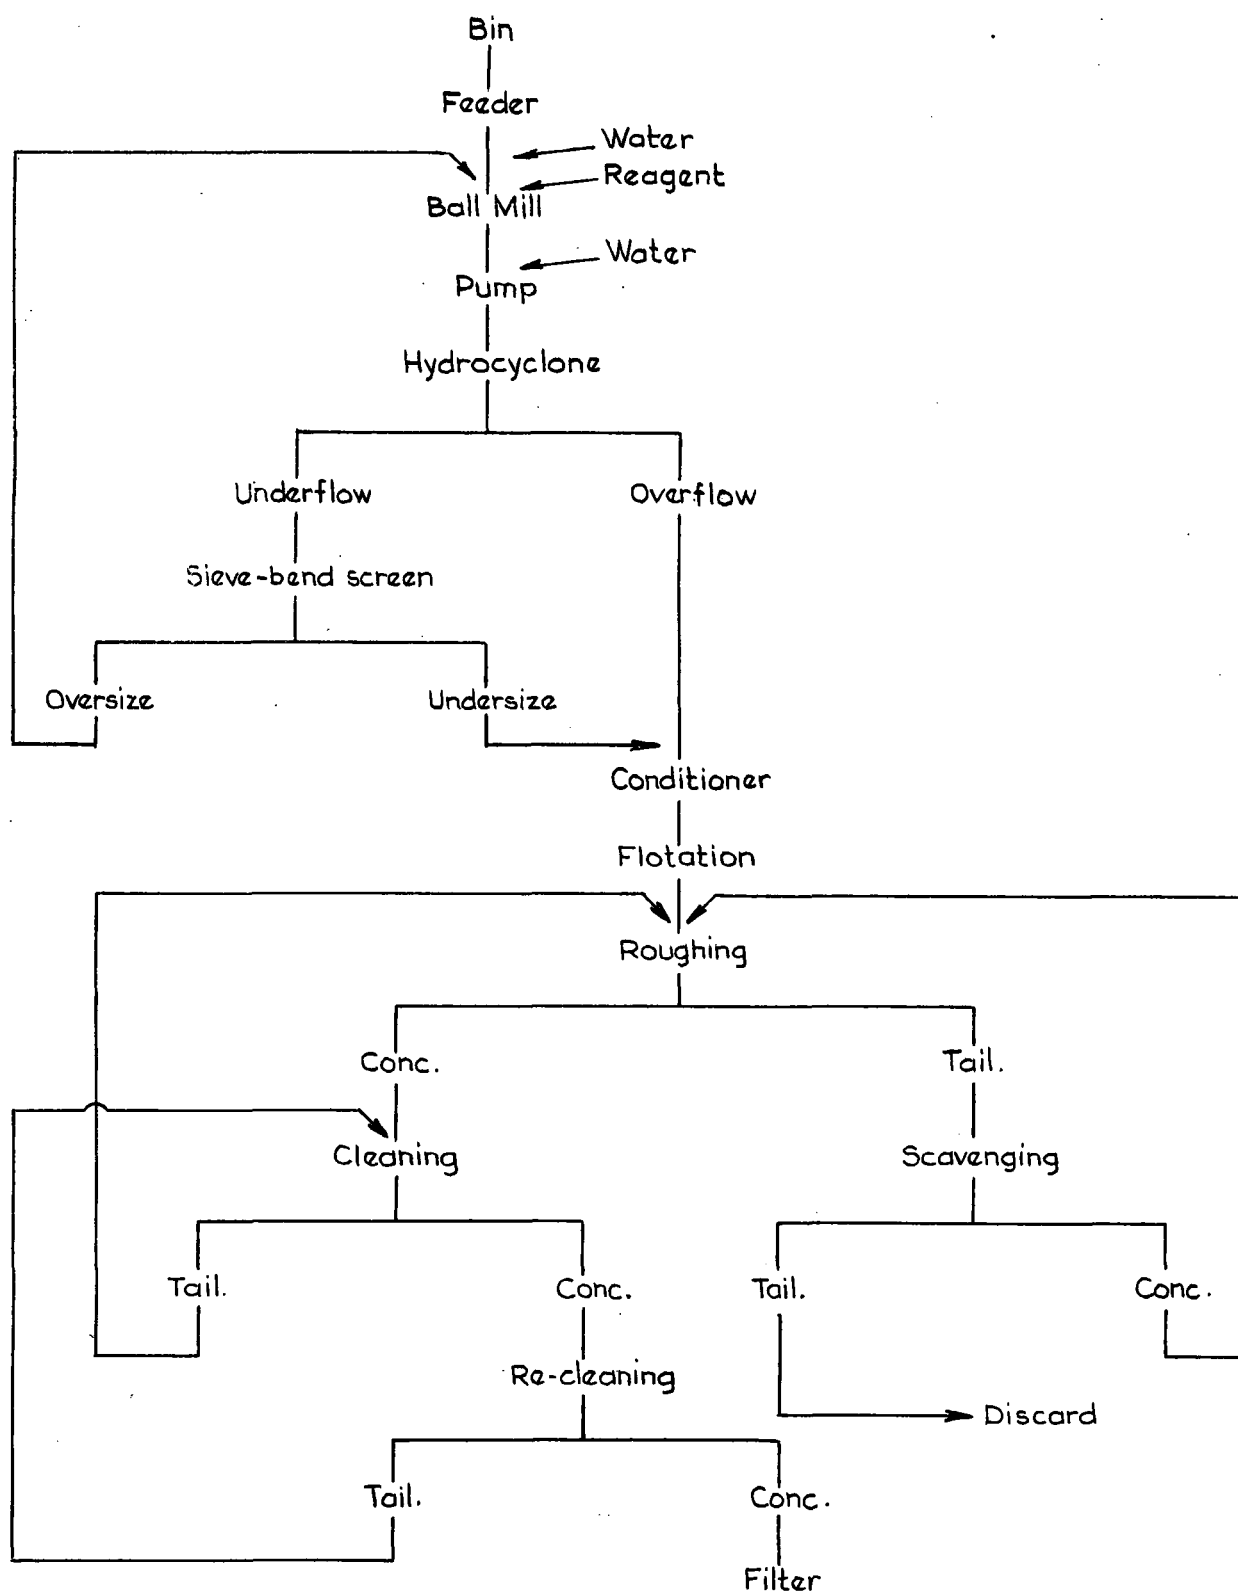 Bin
Feeder
Water
Reagent
Ball Mill
Water
Pump
Hydrocyclone
Underflow
Overflow
Sieve-bend screen
Oversize
Undersize
Conditioner
Flotation
Roughing
Conc.
Tail.
Cleaning
Scavenging
Tail.
Conc.
Tail.
Conc.
Re-cleaning
Discard
Tail.
Conc.
Filter